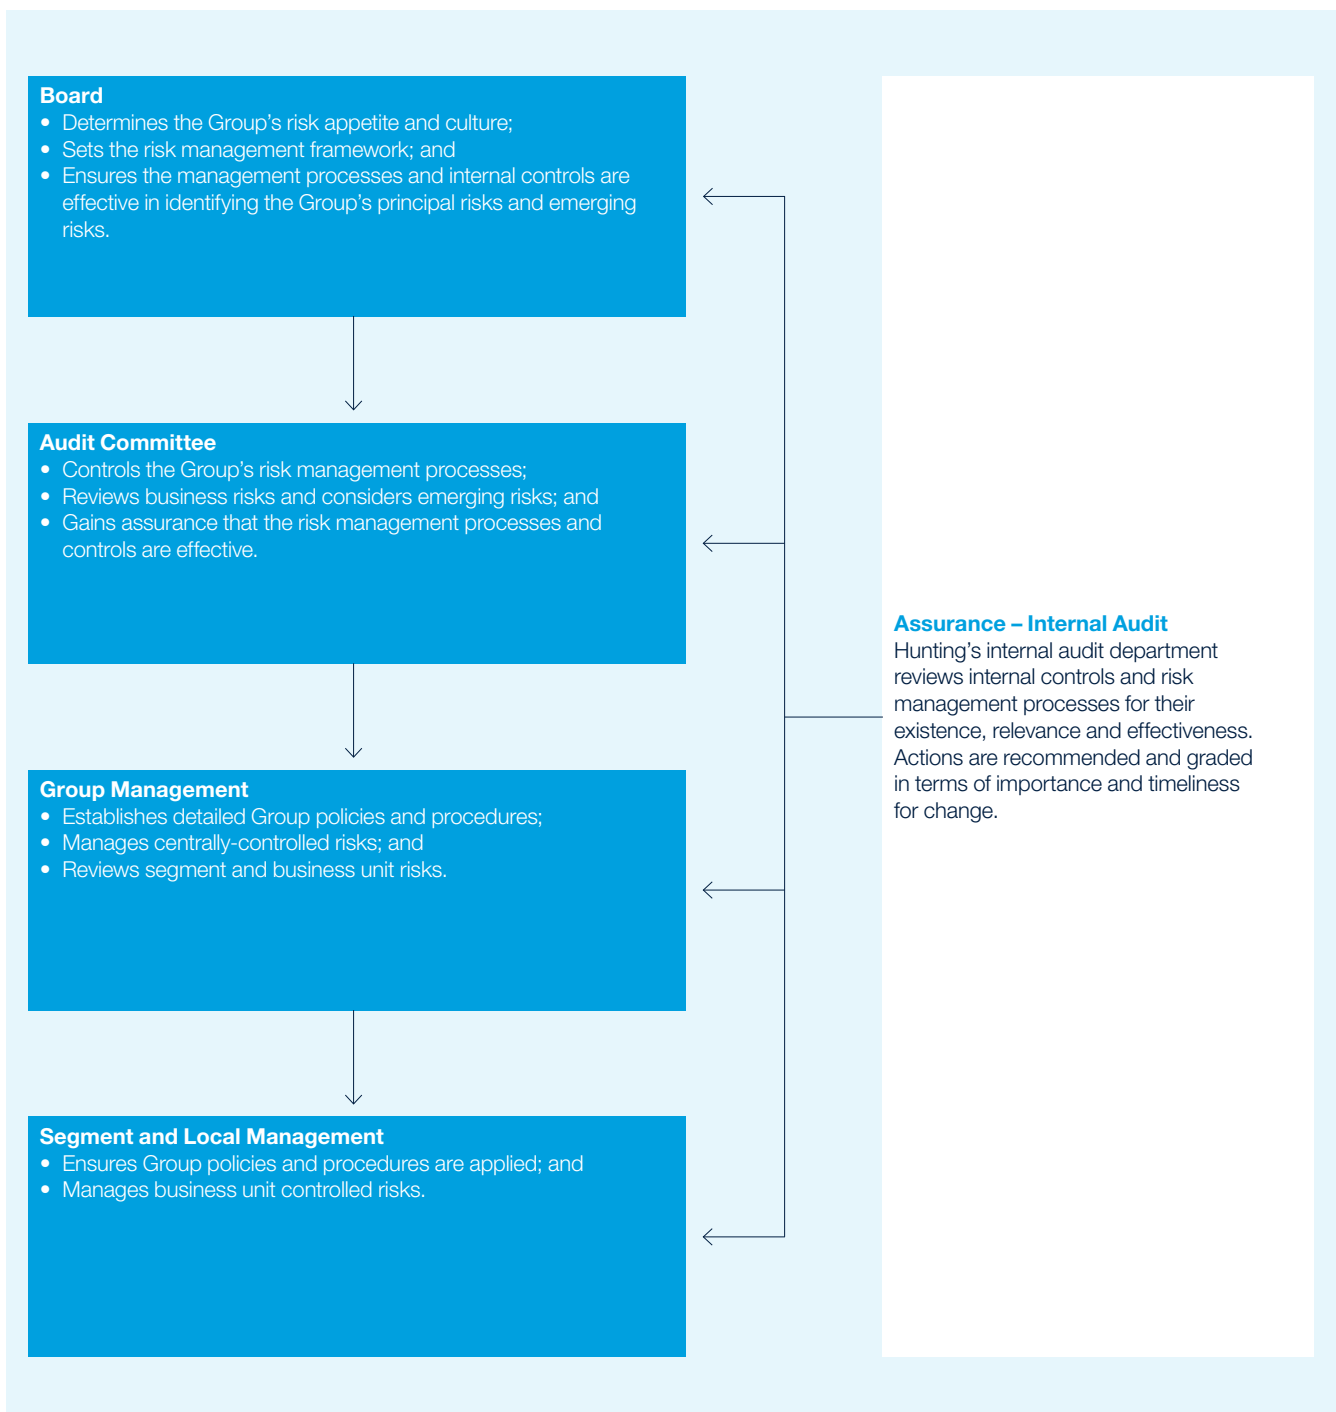 Board
• Determines the Group’s risk appetite and culture;
• Sets the risk management framework; and
• Ensures the management processes and internal controls are
effective in identifying the Group’s principal risks and emerging
risks.
Audit Committee
• Controls the Group’s risk management processes;
• Reviews business risks and considers emerging risks; and
• Gains assurance that the risk management processes and
controls are effective.
Group Management
• Establishes detailed Group policies and procedures;
• Manages centrally-controlled risks; and
• Reviews segment and business unit risks.
Segment and Local Management
• Ensures Group policies and procedures are applied; and
• Manages business unit controlled risks.
Assurance – Internal Audit
Hunting’s internal audit department
reviews internal controls and risk
management processes for their
existence, relevance and effectiveness.
Actions are recommended and graded
in terms of importance and timeliness
for change.